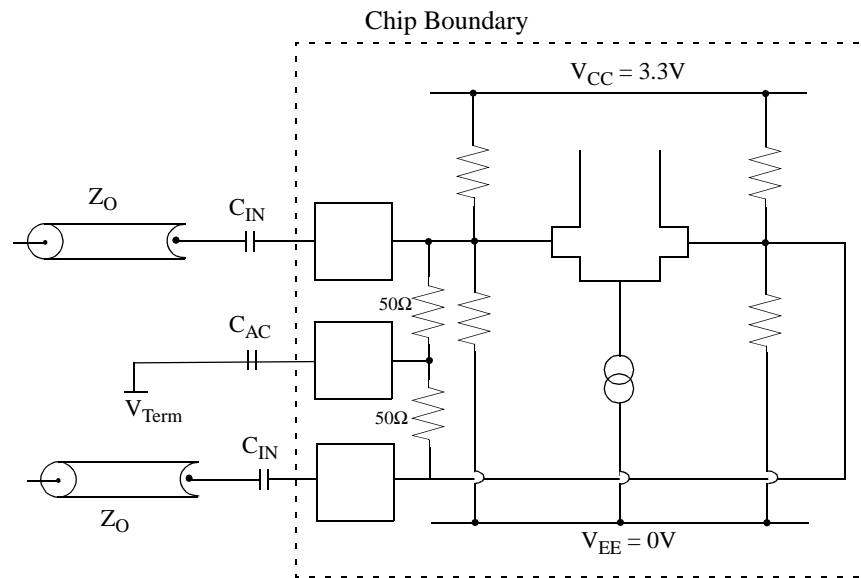 Chip Boundary
V_CC = 3.3V
Z_O
C_IN
50Ω
C_AC
V_Term
50Ω
C_IN
Z_O
V_EE = 0V